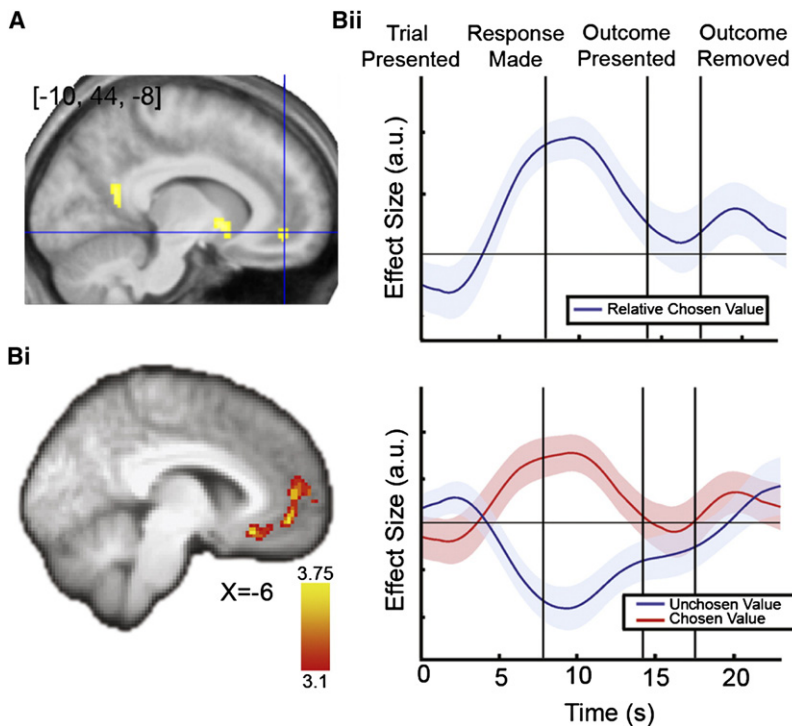 A
[-10, 44, -8]
Bi
X=-6
3.75
3.1
Bii
Trial Presented
Response Made
Outcome Presented
Outcome Removed
Effect Size (a.u.)
Relative Chosen Value
Effect Size (a.u.)
Unchosen Value
Chosen Value
0 5 10 15 20
Time (s)